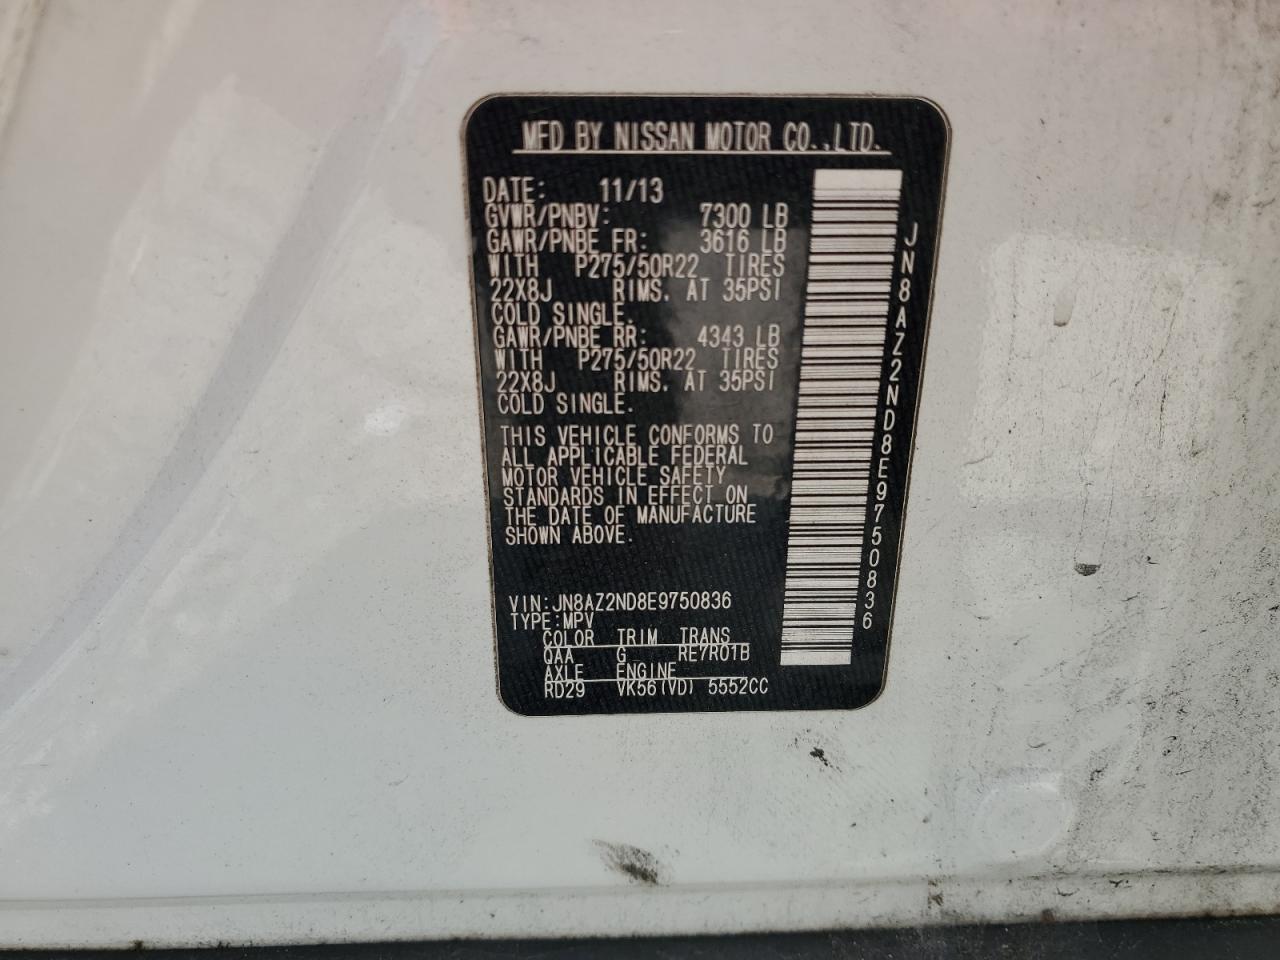 MFD BY NISSAN MOTOR CO.,LTD.
DATE: 11/13
GVWR/PNBV: 7300 LB
GAWR/PNBE FR: 3616 LB
WITH P275/50R22 TIRES
22X8J RIMS. AT 35PSI
COLD SINGLE.
GAWR/PNBE RR: 4343 LB
WITH P275/50R22 TIRES
22X8J RIMS. AT 35PSI
COLD SINGLE.
THIS VEHICLE CONFORMS TO
ALL APPLICABLE FEDERAL
MOTOR VEHICLE SAFETY
STANDARDS IN EFFECT ON
THE DATE OF MANUFACTURE
SHOWN ABOVE.
VIN:JN8AZ2ND8E9750836
TYPE:MPV
COLOR TRIM TRANS
QAA G RE7R01B
AXLE ENGINE
RD29 VK56(VD) 5552CC
JN8AZ2ND8E9750836